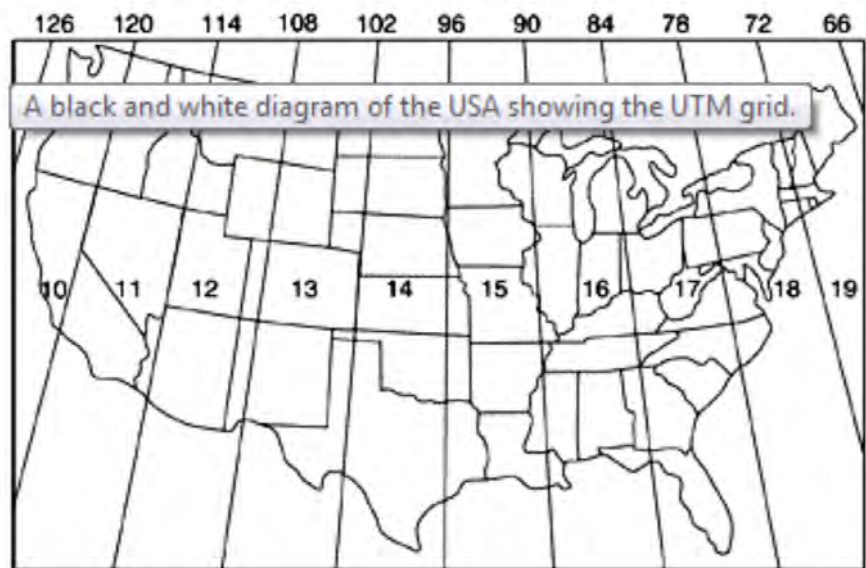 126 120 114 108 102 96 90 84 78 72 66
A black and white diagram of the USA showing the UTM grid.
10 11 12 13 14 15 16 17 18 19